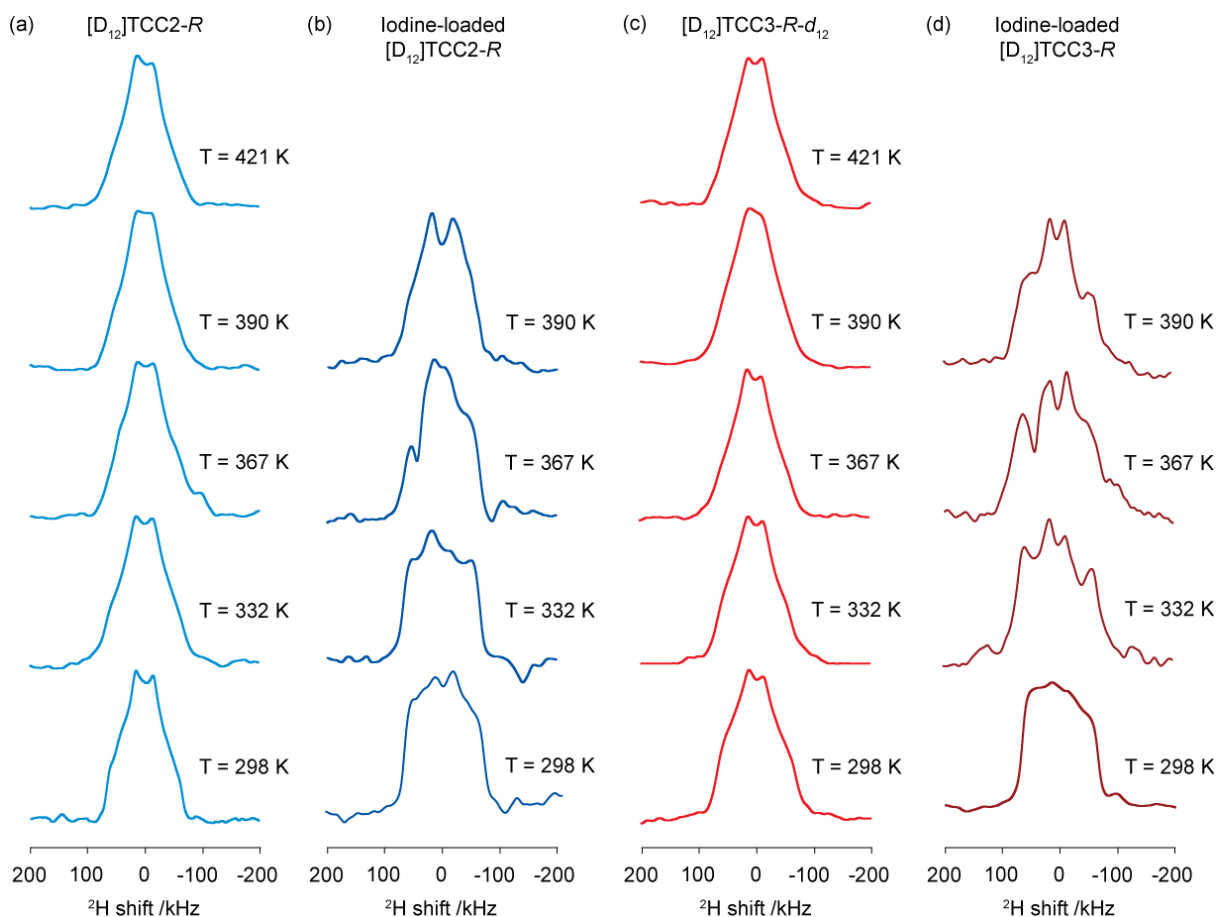 (a) [D₁₂]TCC2-R
(b) Iodine-loaded
[D₁₂]TCC2-R
(c) [D₁₂]TCC3-R-d₁₂
(d) Iodine-loaded
[D₁₂]TCC3-R
T = 421 K T = 421 K
T = 390 K T = 390 K T = 390 K T = 390 K
T = 367 K T = 367 K T = 367 K T = 367 K
T = 332 K T = 332 K T = 332 K T = 332 K
T = 298 K T = 298 K T = 298 K T = 298 K
200 100 0 -100 -200 200 100 0 -100 -200 200 100 0 -100 -200 200 100 0 -100 -200
²H shift /kHz ²H shift /kHz ²H shift /kHz ²H shift /kHz